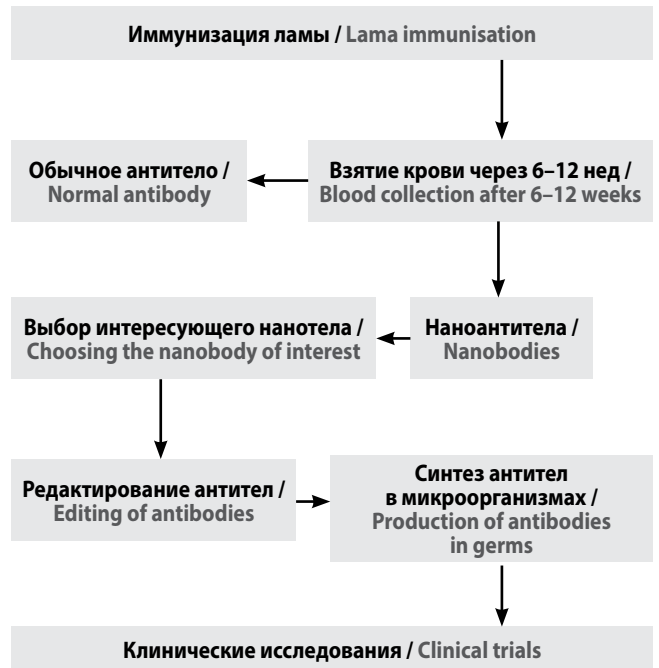 Иммунизация ламы / Lama immunisation
Обычное антитело /
Normal antibody
Взятие крови через 6–12 нед /
Blood collection after 6–12 weeks
Выбор интересующего нанотела /
Choosing the nanobody of interest
Наноантитела /
Nanobodies
Редактирование антител /
Editing of antibodies
Синтез антител
в микроорганизмах /
Production of antibodies
in germs
Клинические исследования / Clinical trials